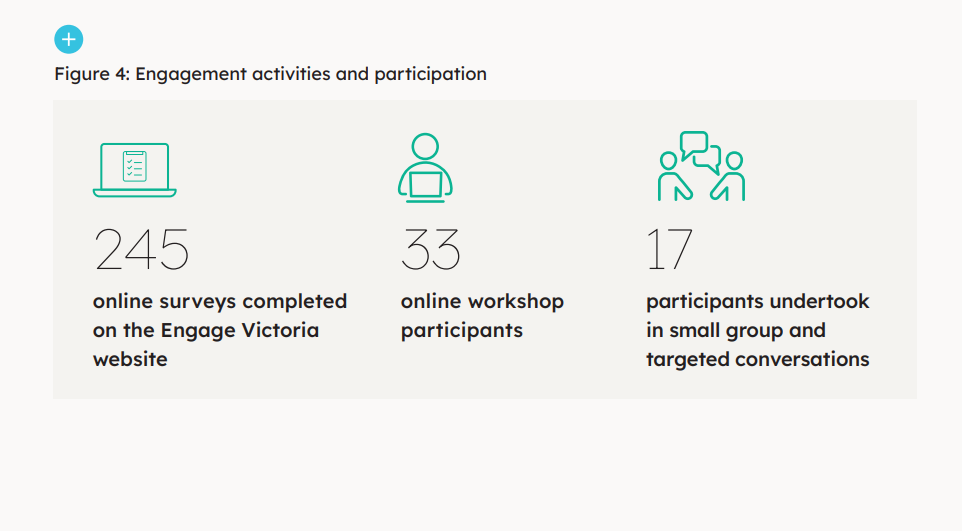 Figure 4: Engagement activities and participation
245
online surveys completed
on the Engage Victoria
website
33
online workshop
participants
17
participants undertook
in small group and
targeted conversations